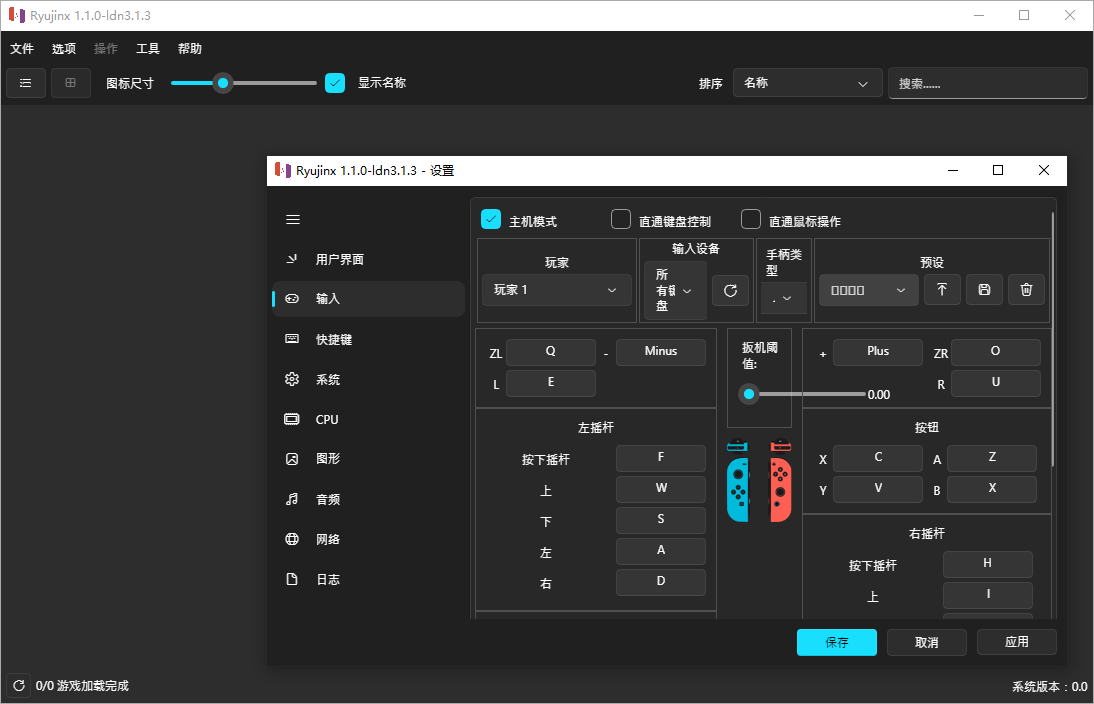 Ryujinx 1.1.0-ldn3.1.3
文件 选项 操作 工具 帮助
图标尺寸 显示名称 排序 名称 搜索......
Ryujinx 1.1.0-ldn3.1.3 - 设置
用户界面
输入
快捷键
系统
CPU
图形
音频
网络
日志
主机模式 直通键盘控制 直通鼠标操作
玩家
玩家 1
输入设备
所
有键
盘
手柄类
型
.
预设
□□□□
ZL Q - Minus
L E
扳机阈
值:
0.00
+ Plus ZR O
R U
左摇杆
按下摇杆 F
上 W
下 S
左 A
右 D
按钮
X C A Z
Y V B X
右摇杆
按下摇杆 H
上 I
保存 取消 应用
0/0 游戏加载完成 系统版本：0.0